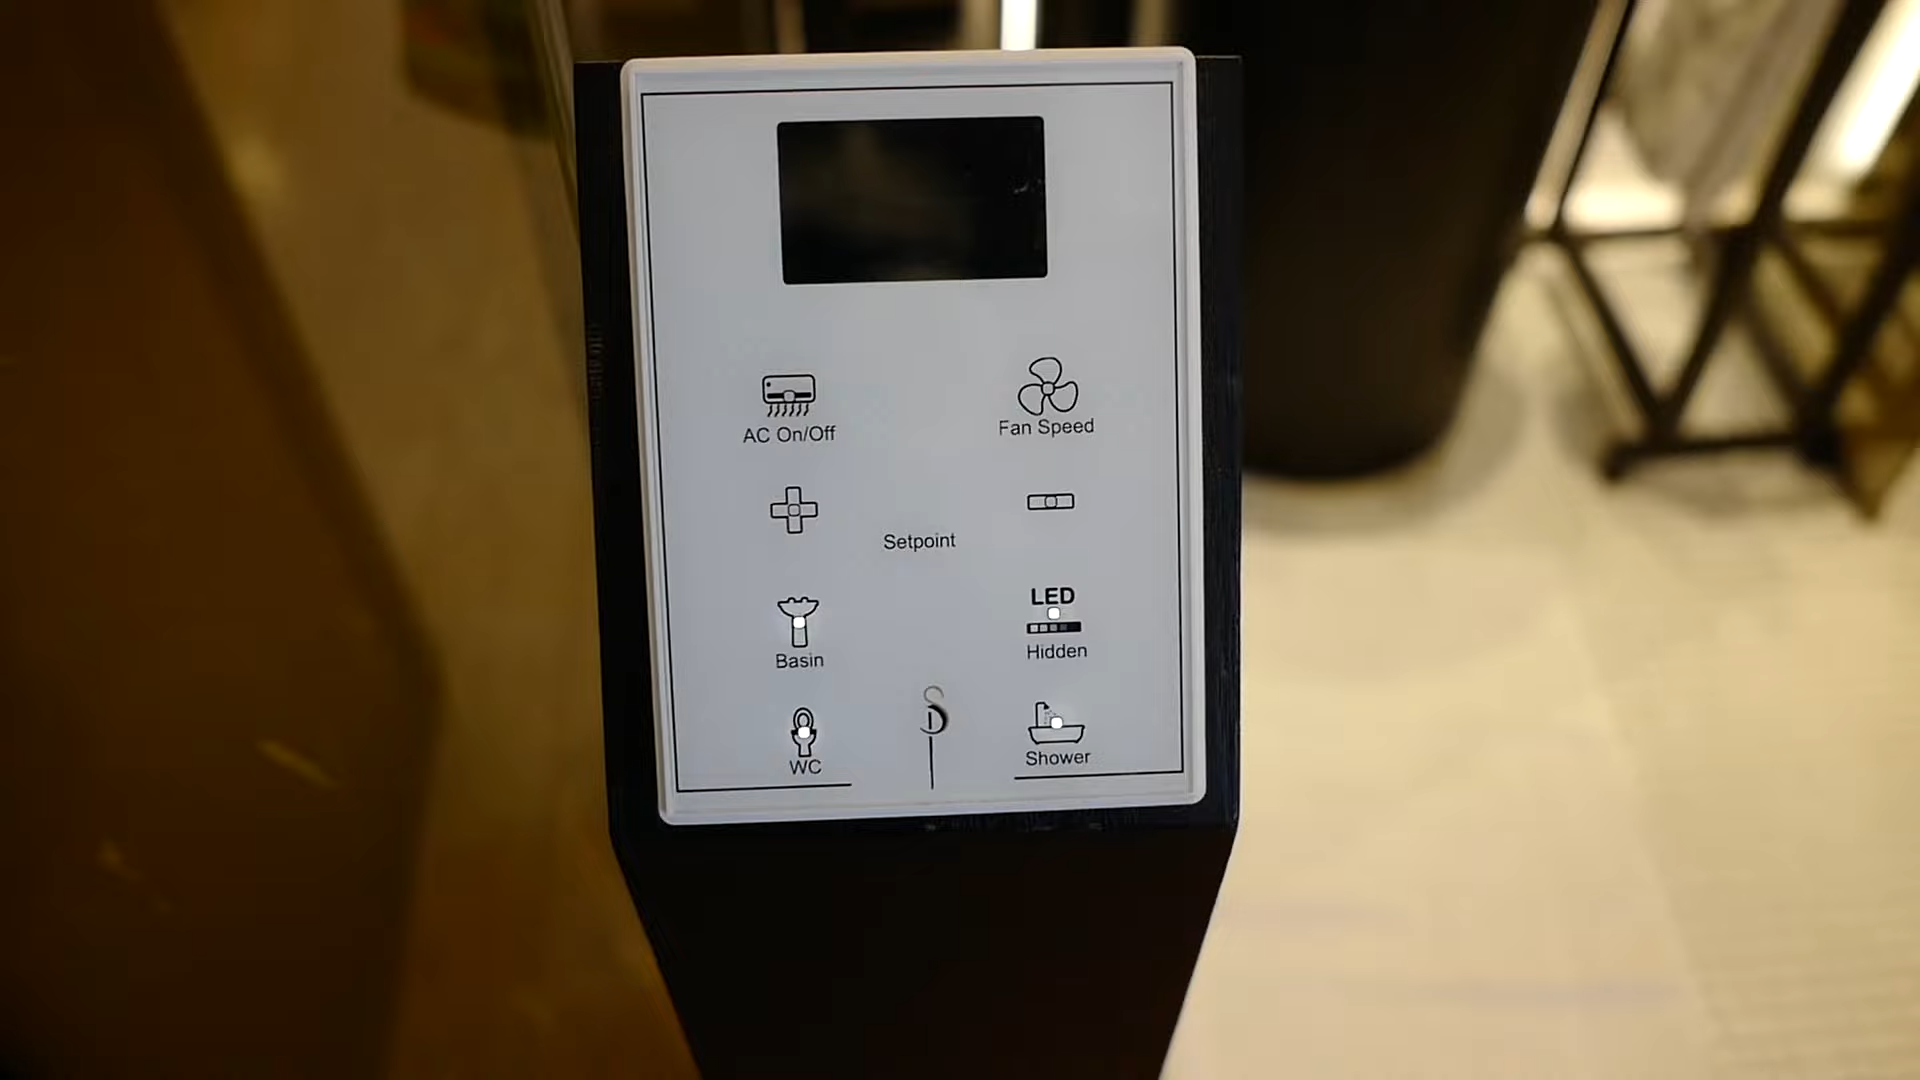 AC On/Off
Fan Speed
Setpoint
Basin
LED
Hidden
WC
Shower